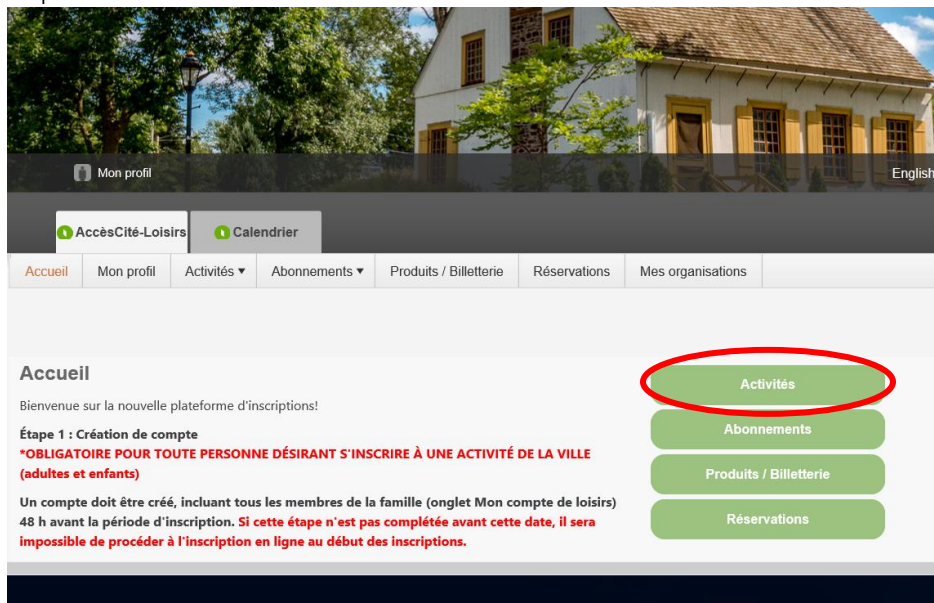 Mon profil
English
AccèsCité-Loisirs
Calendrier
Accueil Mon profil Activités ▾ Abonnements ▾ Produits / Billetterie Réservations Mes organisations
Accueil
Bienvenue sur la nouvelle plateforme d'inscriptions!
Étape 1 : Création de compte
*OBLIGATOIRE POUR TOUTE PERSONNE DÉSIRANT S'INSCRIRE À UNE ACTIVITÉ DE LA VILLE
(adultes et enfants)
Un compte doit être créé, incluant tous les membres de la famille (onglet Mon compte de loisirs)
48 h avant la période d'inscription. Si cette étape n'est pas complétée avant cette date, il sera
impossible de procéder à l'inscription en ligne au début des inscriptions.
Activités
Abonnements
Produits / Billetterie
Réservations